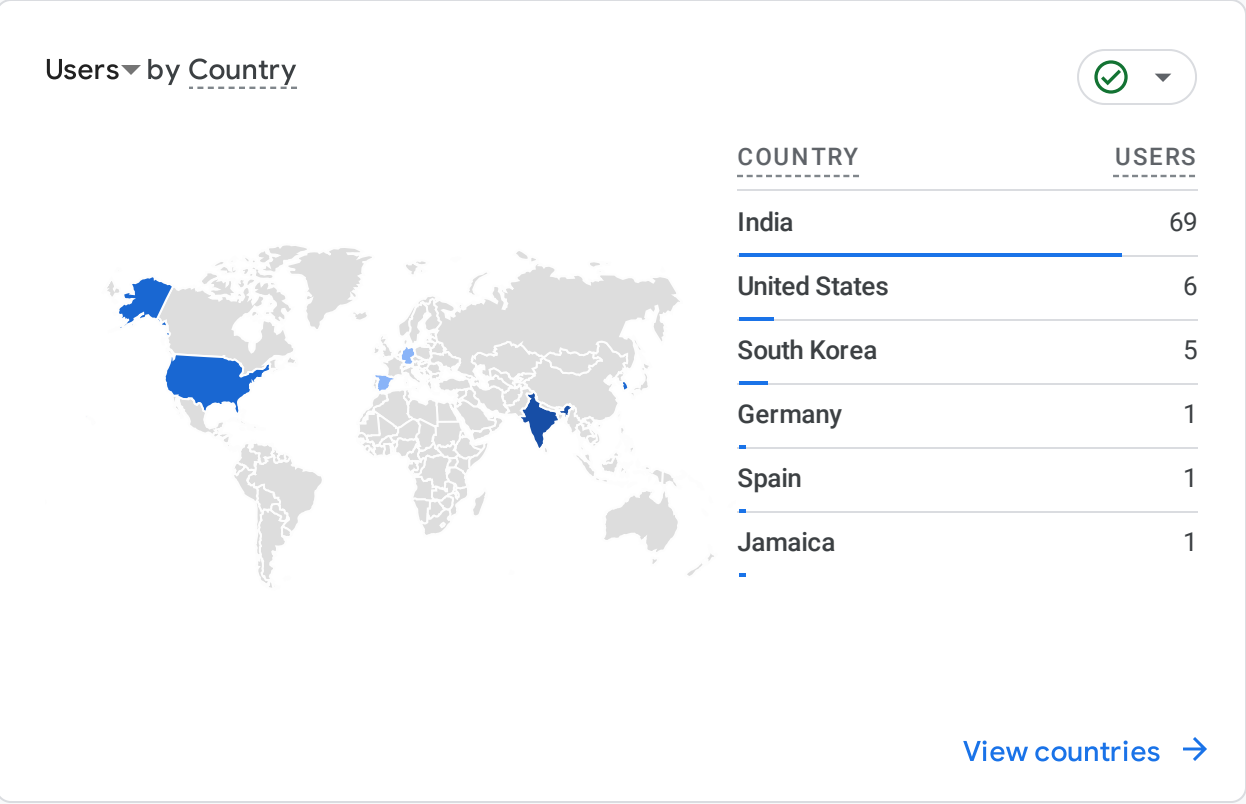 Users by Country
COUNTRY USERS
India 69
United States 6
South Korea 5
Germany 1
Spain 1
Jamaica 1
View countries